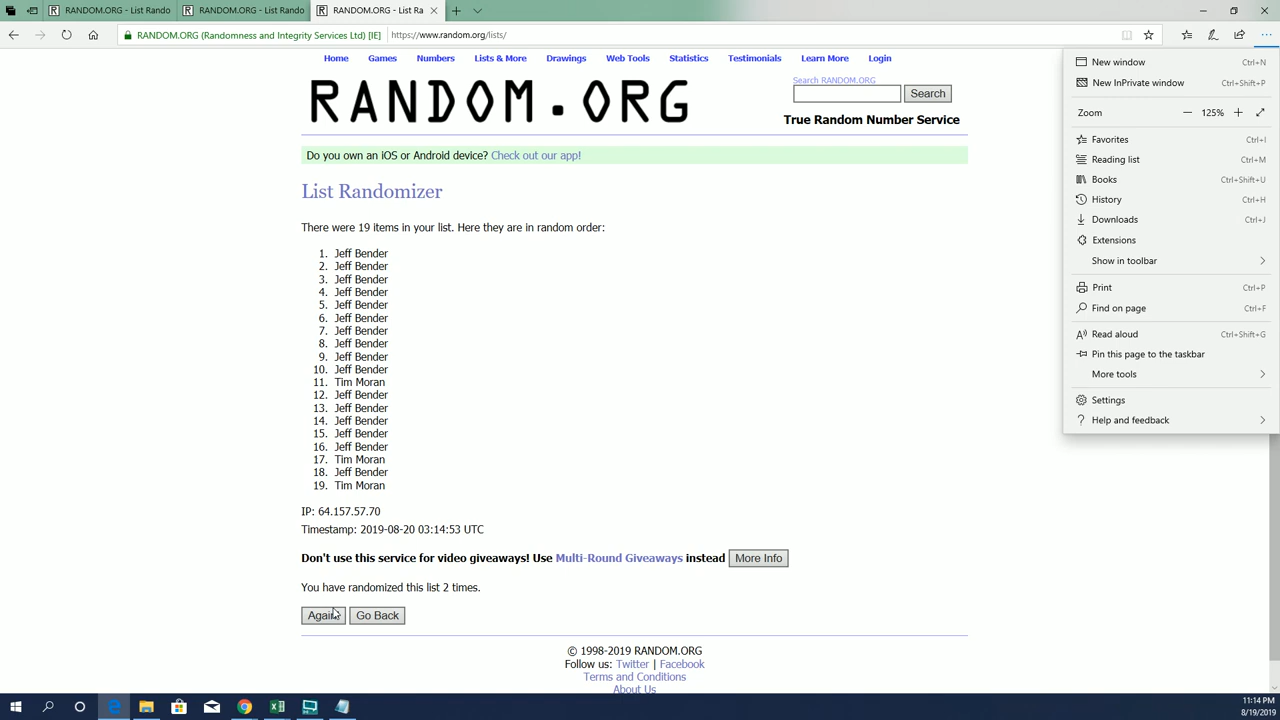 RANDOM.ORG - List Rando
RANDOM.ORG - List Rando
RANDOM.ORG - List Ra
RANDOM.ORG (Randomness and Integrity Services Ltd) [IE]
https://www.random.org/lists/
Home Games Numbers Lists & More Drawings Web Tools Statistics Testimonials Learn More Login
RANDOM.ORG
Search RANDOM.ORG
Search
True Random Number Service
Do you own an iOS or Android device? Check out our app!
List Randomizer
There were 19 items in your list. Here they are in random order:
1. Jeff Bender
2. Jeff Bender
3. Jeff Bender
4. Jeff Bender
5. Jeff Bender
6. Jeff Bender
7. Jeff Bender
8. Jeff Bender
9. Jeff Bender
10. Jeff Bender
11. Tim Moran
12. Jeff Bender
13. Jeff Bender
14. Jeff Bender
15. Jeff Bender
16. Jeff Bender
17. Tim Moran
18. Jeff Bender
19. Tim Moran
IP: 64.157.57.70
Timestamp: 2019-08-20 03:14:53 UTC
Don't use this service for video giveaways! Use Multi-Round Giveaways instead More Info
You have randomized this list 2 times.
Again Go Back
© 1998-2019 RANDOM.ORG
Follow us: Twitter | Facebook
Terms and Conditions
About Us
New window Ctrl+N
New InPrivate window Ctrl+Shift+P
Zoom 125%
Favorites Ctrl+I
Reading list Ctrl+M
Books Ctrl+Shift+U
History Ctrl+H
Downloads Ctrl+J
Extensions
Show in toolbar
Print Ctrl+P
Find on page Ctrl+F
Read aloud Ctrl+Shift+G
Pin this page to the taskbar
More tools
Settings
Help and feedback
11:14 PM
8/19/2019